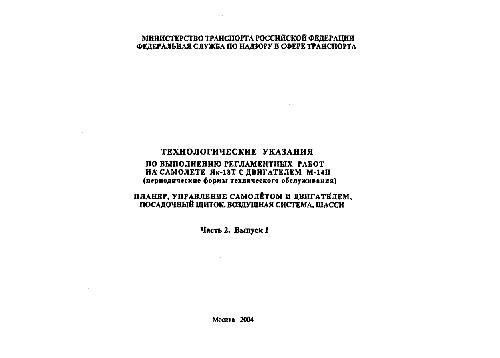 МИНИСТЕРСТВО ТРАНСПОРТА РОССИЙСКОЙ ФЕДЕРАЦИИ
ФЕДЕРАЛЬНАЯ СЛУЖБА ПО НАДЗОРУ В СФЕРЕ ТРАНСПОРТА
ТЕХНОЛОГИЧЕСКИЕ УКАЗАНИЯ
ПО ВЫПОЛНЕНИЮ РЕГЛАМЕНТНЫХ РАБОТ
НА САМОЛЕТЕ Як-18Т С ДВИГАТЕЛЕМ М-14П
(периодические формы технического обслуживания)
ПЛАНЕР, УПРАВЛЕНИЕ САМОЛЁТОМ И ДВИГАТЕЛЕМ,
ПОСАДОЧНЫЙ ЩИТОК, ВОЗДУШНАЯ СИСТЕМА, ШАССИ
Часть 2. Выпуск 1
Москва 2004